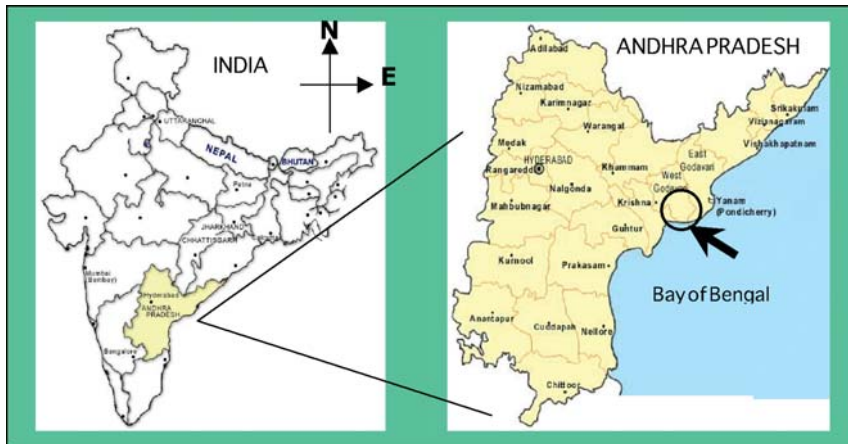 INDIA
N
E
UTTARANCHAL
NEPAL
BHUTAN
Patna
JHARKHAND
CHHATTISGARH
Mumbai
(Bombay)
Hyderabad
ANDHRA
PRADESH
Bangalore
ANDHRA PRADESH
Adilabad
Nizamabad
Karimnagar
Srikakulam
Vizianagaram
Warangal
Vishakhapatnam
Medak
East
Godavari
HYDERABAD
Khammam
West
Godavari
Nalgonda
Krishna
Yanam
(Pondicherry)
Mahbubnagar
Guntur
Kurnool
Prakasam
Bay of Bengal
Anantapur
Cuddapah
Nellore
Chittoor